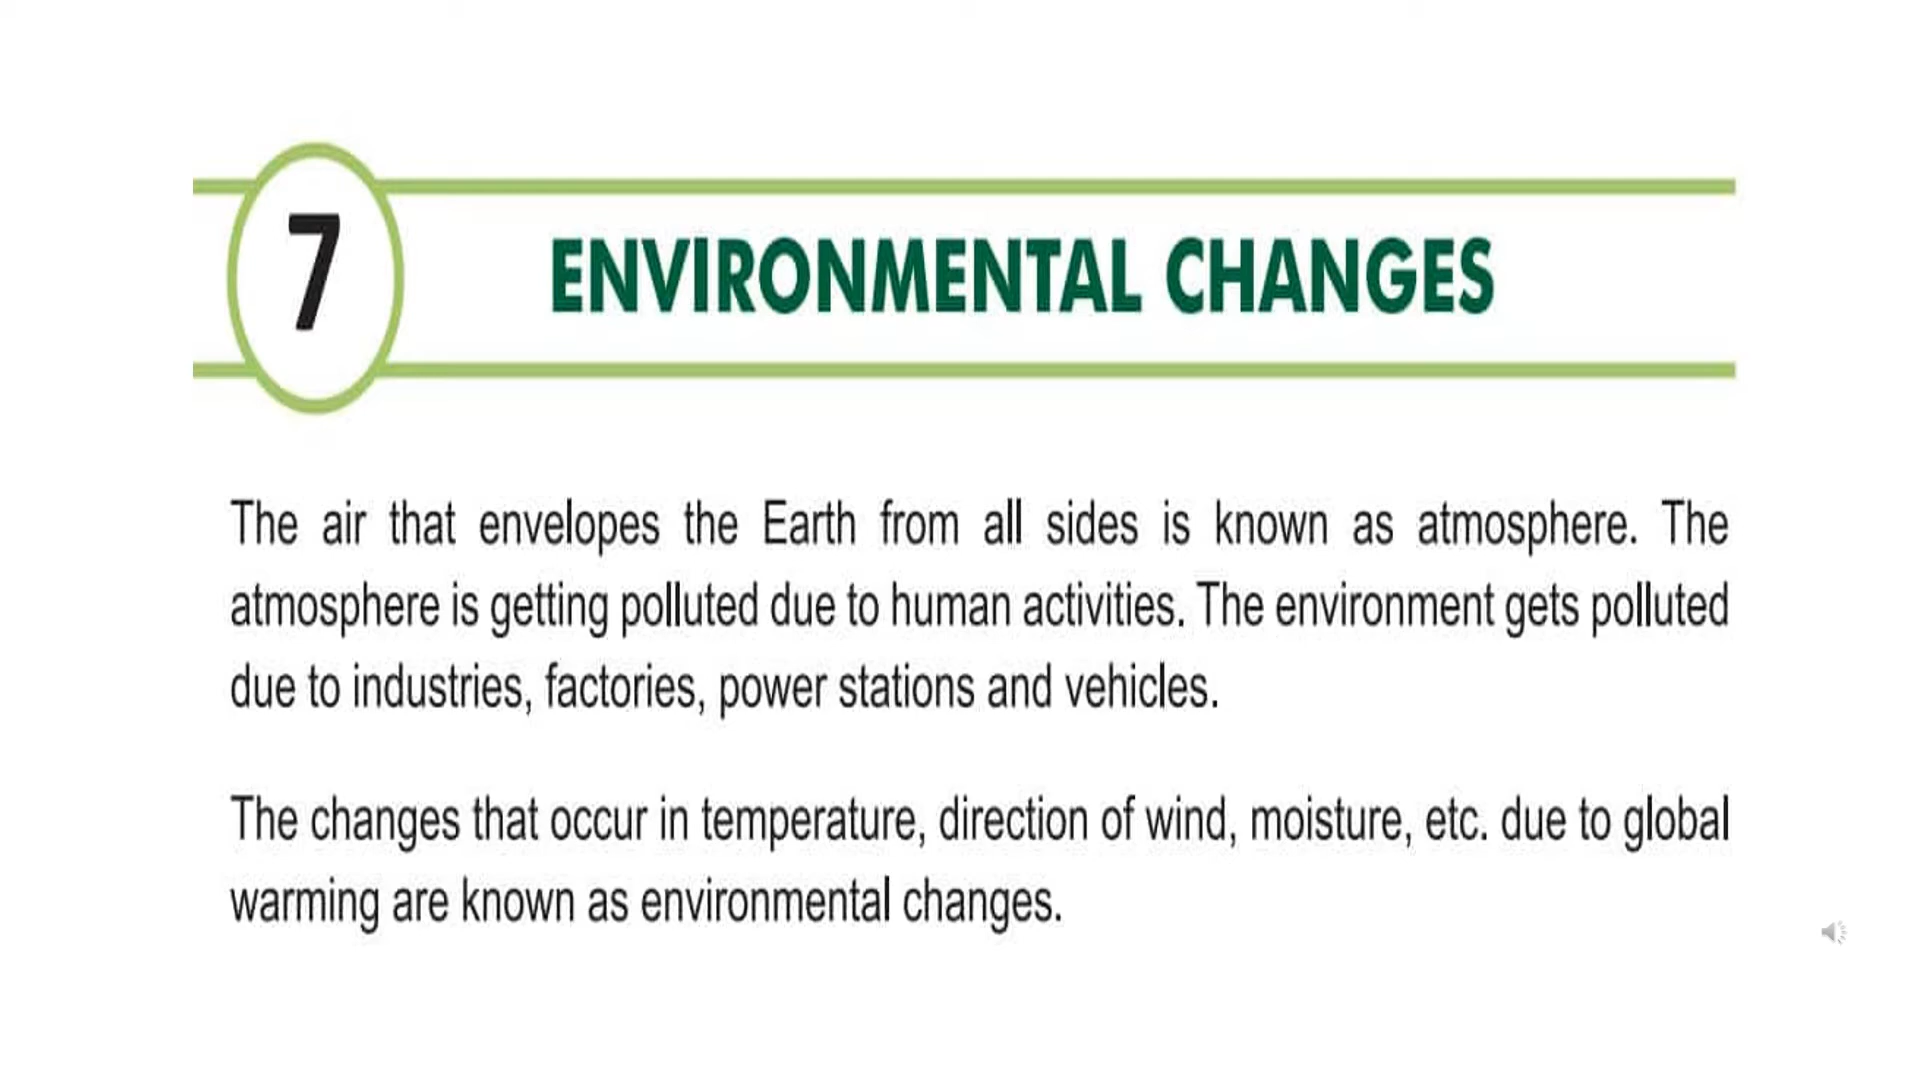 7
ENVIRONMENTAL CHANGES
The air that envelopes the Earth from all sides is known as atmosphere. The
atmosphere is getting polluted due to human activities. The environment gets polluted
due to industries, factories, power stations and vehicles.
The changes that occur in temperature, direction of wind, moisture, etc. due to global
warming are known as environmental changes.